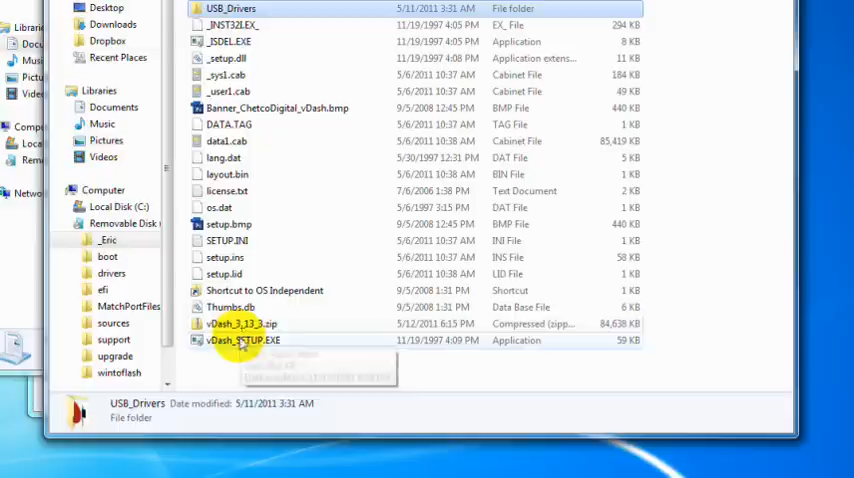 Desktop
Downloads
Dropbox
Recent Places
Libraries
Documents
Music
Pictures
Videos
Computer
Local Disk (C:)
Removable Disk
_Eric
boot
drivers
efi
MatchPortFiles
sources
support
upgrade
wintoflash
USB_Drivers 5/11/2011 3:31 AM File folder
_INST32I.EX_ 11/19/1997 4:05 PM EX_ File 294 KB
_ISDEL.EXE 11/19/1997 4:05 PM Application 8 KB
_setup.dll 11/19/1997 4:08 PM Application extens... 11 KB
_sys1.cab 5/6/2011 10:37 AM Cabinet File 184 KB
_user1.cab 5/6/2011 10:37 AM Cabinet File 49 KB
Banner_ChetcoDigital_vDash.bmp 9/5/2008 12:45 PM BMP File 440 KB
DATA.TAG 5/6/2011 10:37 AM TAG File 1 KB
data1.cab 5/6/2011 10:37 AM Cabinet File 85,419 KB
lang.dat 5/30/1997 12:31 PM DAT File 5 KB
layout.bin 5/6/2011 10:38 AM BIN File 1 KB
license.txt 7/6/2006 1:38 PM Text Document 2 KB
os.dat 5/6/1997 3:15 PM DAT File 1 KB
setup.bmp 9/5/2008 12:45 PM BMP File 440 KB
SETUP.INI 5/6/2011 10:37 AM INI File 1 KB
setup.ins 5/6/2011 10:37 AM INS File 58 KB
setup.lid 5/6/2011 10:38 AM LID File 1 KB
Shortcut to OS Independent 9/5/2008 1:31 PM Shortcut 1 KB
Thumbs.db 9/5/2008 1:31 PM Data Base File 6 KB
vDash_3_13_3.zip 5/12/2011 6:15 PM Compressed (zipp... 84,638 KB
vDash_SETUP.EXE 11/19/1997 4:09 PM Application 59 KB
USB_Drivers Date modified: 5/11/2011 3:31 AM
File folder